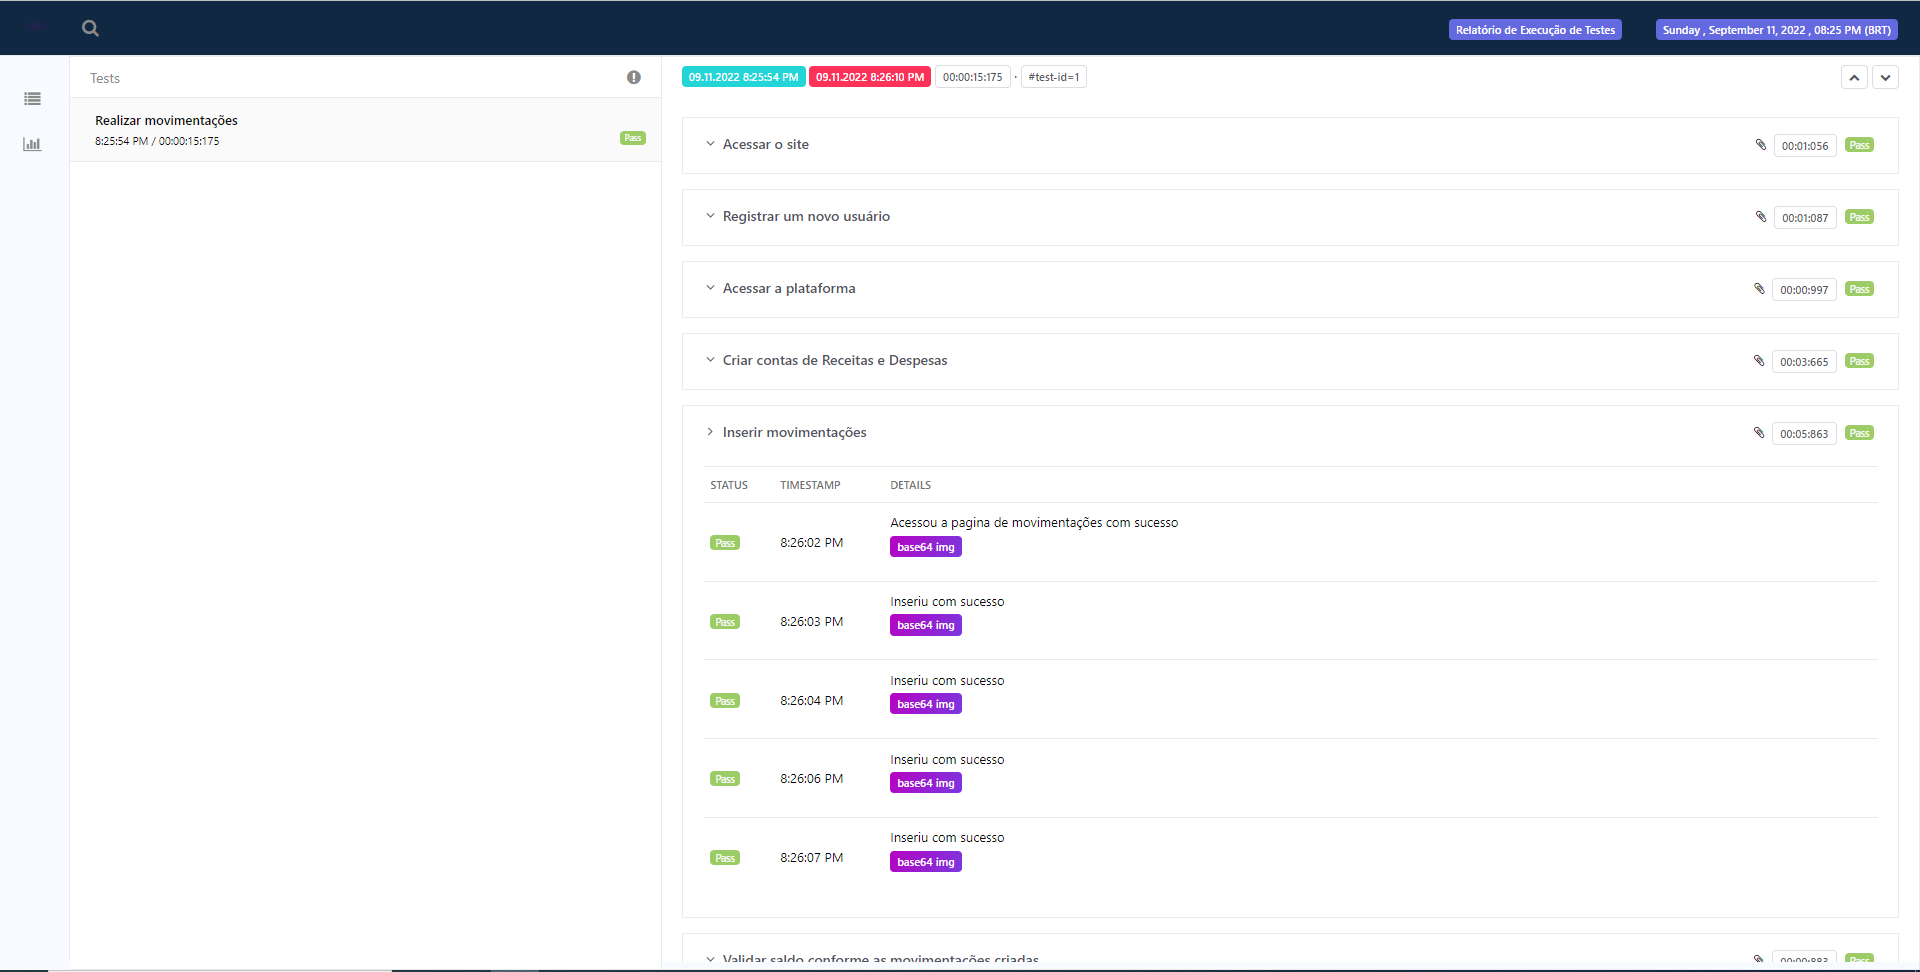 Relatório de Execução de Testes
Sunday , September 11, 2022 , 08:25 PM (BRT)
Tests
Realizar movimentações
8:25:54 PM / 00:00:15:175
Pass
09.11.2022 8:25:54 PM 09.11.2022 8:26:10 PM 00:00:15:175 · #test-id=1
Acessar o site 00:01:056 Pass
Registrar um novo usuário 00:01:087 Pass
Acessar a plataforma 00:00:997 Pass
Criar contas de Receitas e Despesas 00:03:665 Pass
Inserir movimentações 00:05:863 Pass
STATUS TIMESTAMP DETAILS
Acessou a pagina de movimentações com sucesso
Pass 8:26:02 PM base64 img
Inseriu com sucesso
Pass 8:26:03 PM base64 img
Inseriu com sucesso
Pass 8:26:04 PM base64 img
Inseriu com sucesso
Pass 8:26:06 PM base64 img
Inseriu com sucesso
Pass 8:26:07 PM base64 img
Validar saldo conforme as movimentações criadas 00:00:883 Pass